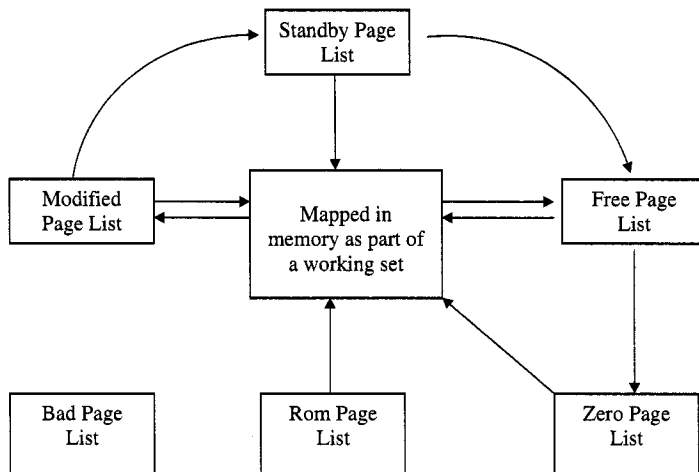 Standby Page
List
Modified
Page List
Mapped in
memory as part of
a working set
Free Page
List
Bad Page
List
Rom Page
List
Zero Page
List